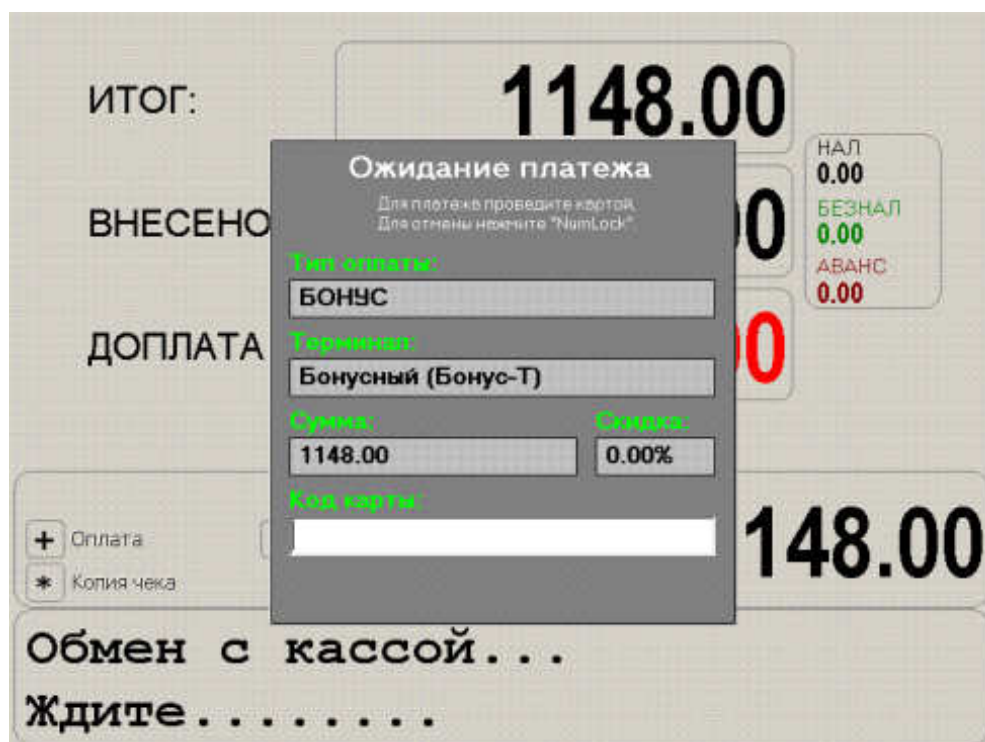 ИТОГ:
1148.00
НАЛ
0.00
БЕЗНАЛ
0.00
АВАНС
0.00
ВНЕСЕНО
0
ДОПЛАТА
0
Ожидание платежа
Для платежа проведите картой.
Для отмены нажмите "NumLock".
Тип оплаты:
БОНУС
Терминал:
Бонусный (Бонус-Т)
Сумма: Скидка:
1148.00 0.00%
Код карты:
148.00
+ Оплата
* Копия чека
Обмен с кассой...
Ждите........